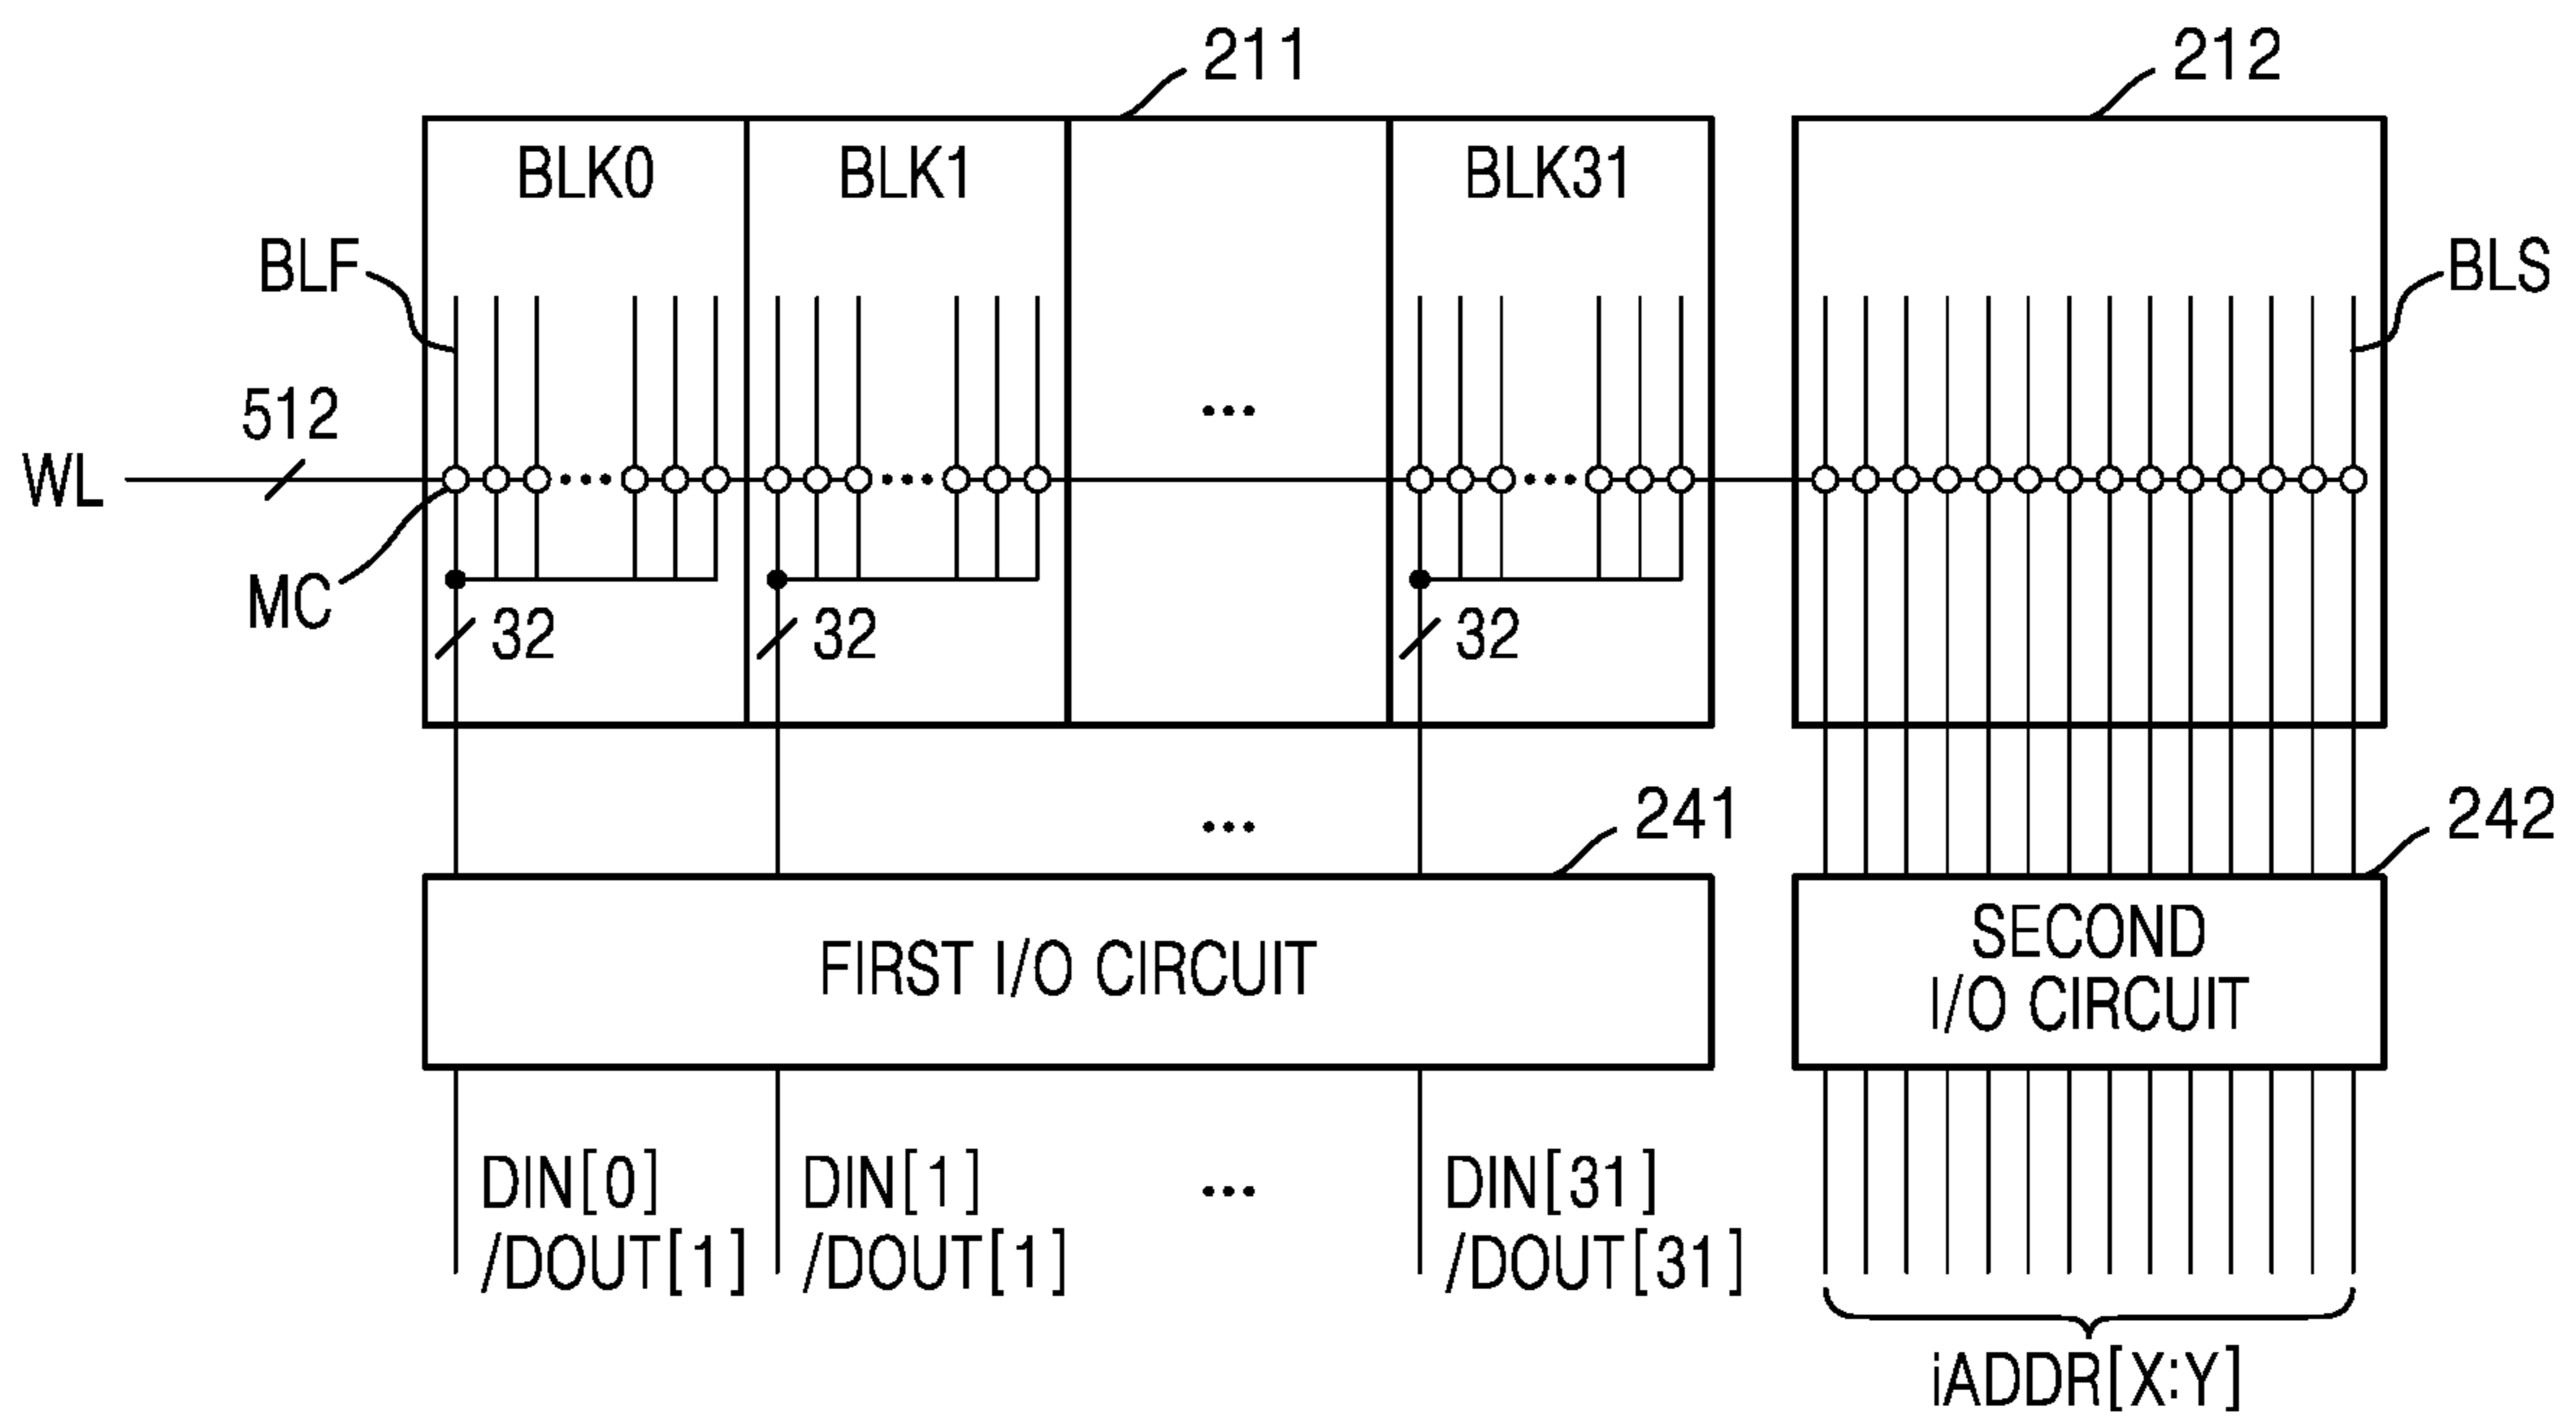 211
212
BLK0
BLK1
BLK31
BLF
BLS
...
512
WL
MC
32
32
32
...
241
242
FIRST I/O CIRCUIT
SECOND
I/O CIRCUIT
DIN[0]
/DOUT[1]
DIN[1]
/DOUT[1]
...
DIN[31]
/DOUT[31]
iADDR[X:Y]